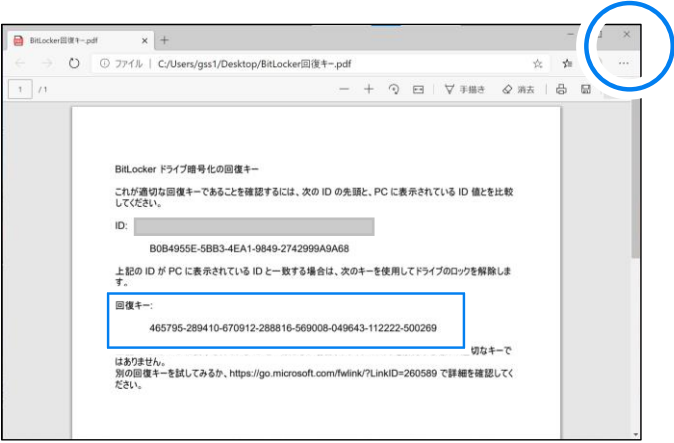 BitLocker回復キー.pdf
ファイル C:/Users/gss1/Desktop/BitLocker回復キー.pdf
1 /1 手描き 消去
BitLocker ドライブ暗号化の回復キー
これが適切な回復キーであることを確認するには、次の ID の先頭と、PC に表示されている ID 値とを比較
してください。
ID:
B0B4955E-5BB3-4EA1-9849-2742999A9A68
上記の ID が PC に表示されている ID と一致する場合は、次のキーを使用してドライブのロックを解除しま
す。
回復キー:
465795-289410-670912-288816-569008-049643-112222-500269
切なキーで
はありません。
別の回復キーを試してみるか、https://go.microsoft.com/fwlink/?LinkID=260589 で詳細を確認してく
ださい。